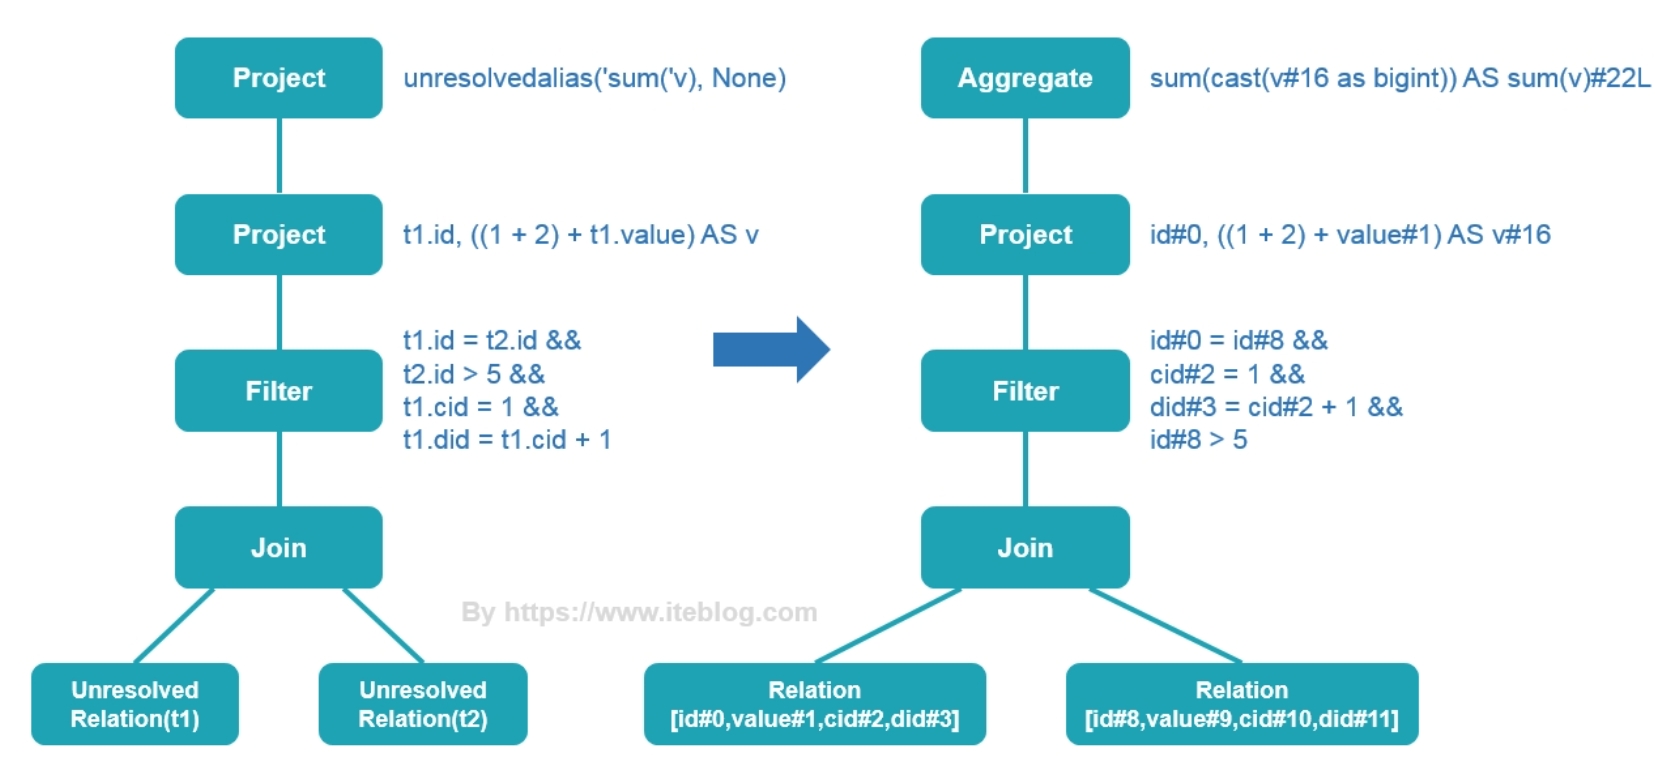 Project
unresolvedalias('sum('v), None)
Project
t1.id, ((1 + 2) + t1.value) AS v
Filter
t1.id = t2.id &&
t2.id > 5 &&
t1.cid = 1 &&
t1.did = t1.cid + 1
Join
Unresolved
Relation(t1)
Unresolved
Relation(t2)
Aggregate
sum(cast(v#16 as bigint)) AS sum(v)#22L
Project
id#0, ((1 + 2) + value#1) AS v#16
Filter
id#0 = id#8 &&
cid#2 = 1 &&
did#3 = cid#2 + 1 &&
id#8 > 5
Join
Relation
[id#0,value#1,cid#2,did#3]
Relation
[id#8,value#9,cid#10,did#11]
By https://www.iteblog.com